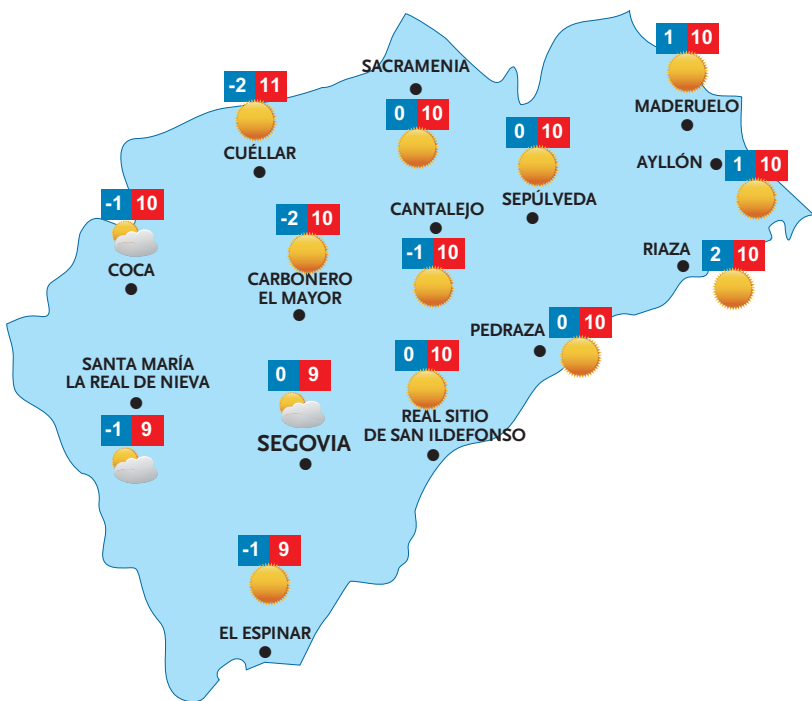 1 10
MADERUELO
SACRAMENIA
0 10
-2 11
CUÉLLAR
0 10
SEPÚLVEDA
AYLLÓN
1 10
-1 10
COCA
-2 10
CARBONERO
EL MAYOR
CANTALEJO
-1 10
RIAZA
2 10
PEDRAZA
0 10
SANTA MARÍA
LA REAL DE NIEVA
-1 9
0 9
SEGOVIA
0 10
REAL SITIO
DE SAN ILDEFONSO
-1 9
EL ESPINAR